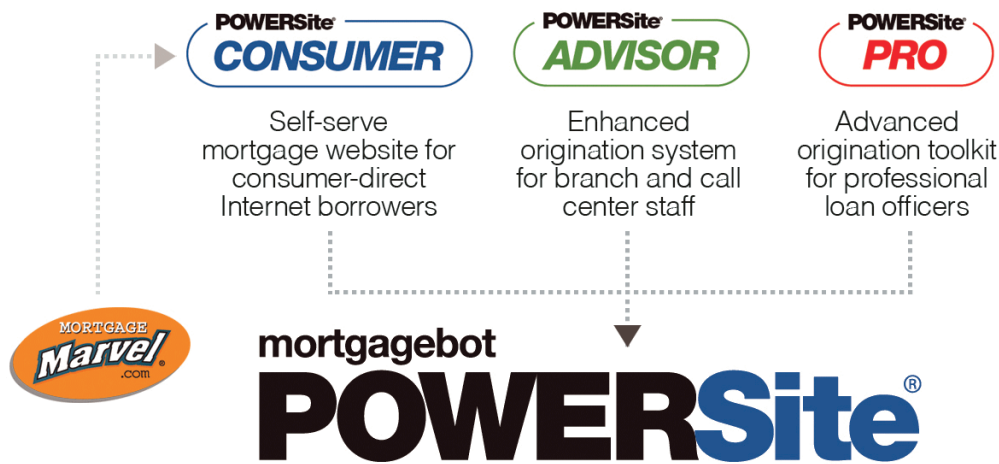 POWERSite®
CONSUMER
Self-serve
mortgage website for
consumer-direct
Internet borrowers
POWERSite®
ADVISOR
Enhanced
origination system
for branch and call
center staff
POWERSite®
PRO
Advanced
origination toolkit
for professional
loan officers
MORTGAGE
Marvel®
.com
mortgagebot
POWERSite®